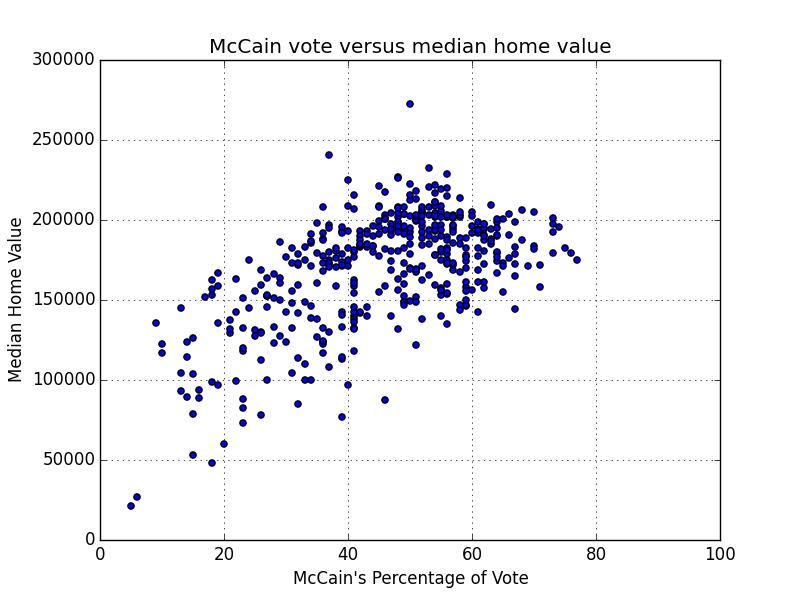 McCain vote versus median home value
300000
250000
200000
150000
100000
50000
0
Median Home Value
0 20 40 60 80 100
McCain's Percentage of Vote